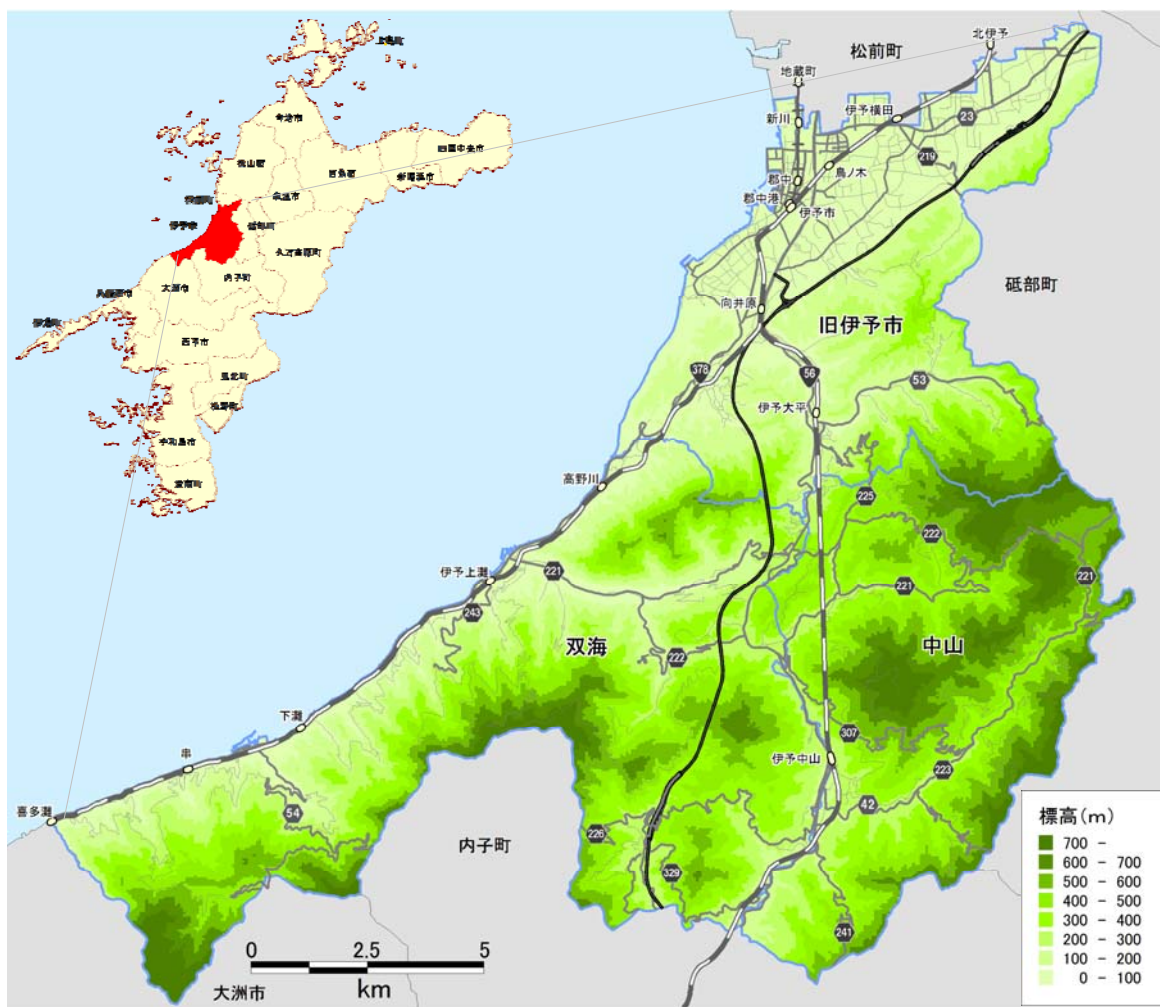 上島町
今治市
松山市
西条市
新居浜市
四国中央市
東温市
松前町
伊予市
砥部町
久万高原町
内子町
大洲市
八幡浜市
伊方町
西予市
鬼北町
松野町
宇和島市
愛南町
松前町
北伊予
地蔵町
伊予横田
新川
23
219
鳥ノ木
郡中
郡中港
伊予市
砥部町
向井原
旧伊予市
378
56
53
伊予大平
高野川
225
222
伊予上灘
221
221
221
243
双海
222
中山
下灘
307
伊予中山
串
223
喜多灘
54
42
226
内子町
329
241
大洲市
0 2.5 5
km
標高(m)
700 -
600 - 700
500 - 600
400 - 500
300 - 400
200 - 300
100 - 200
0 - 100